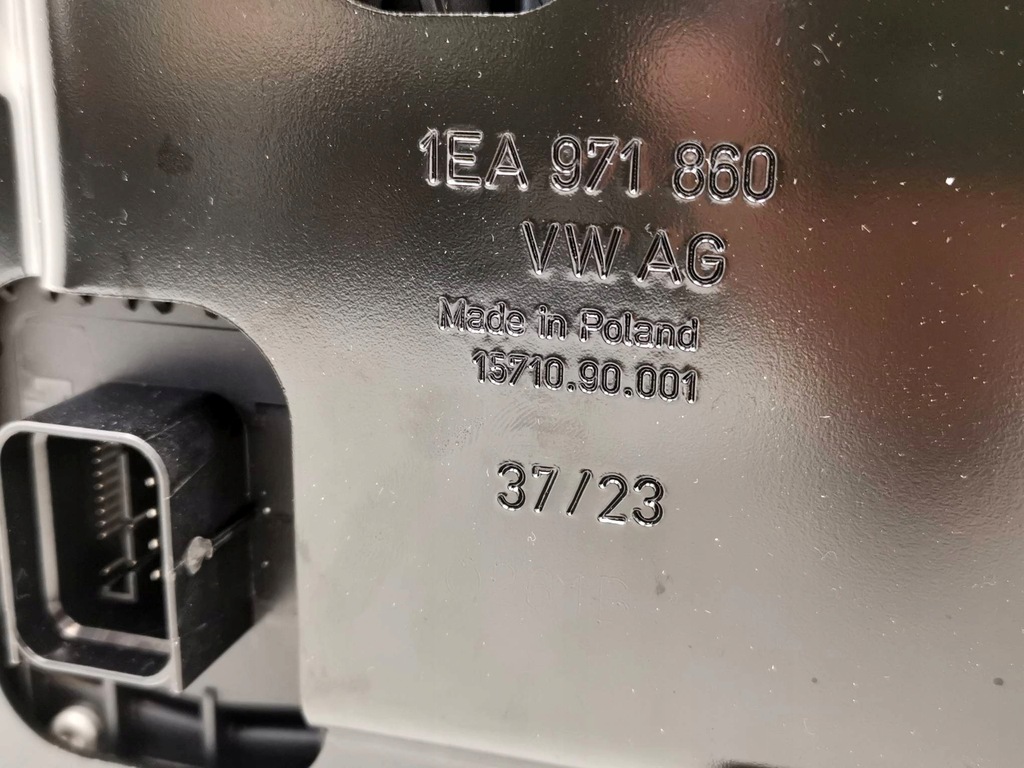 1EA 971 860
VW AG
Made in Poland
15710.90.001
37/23